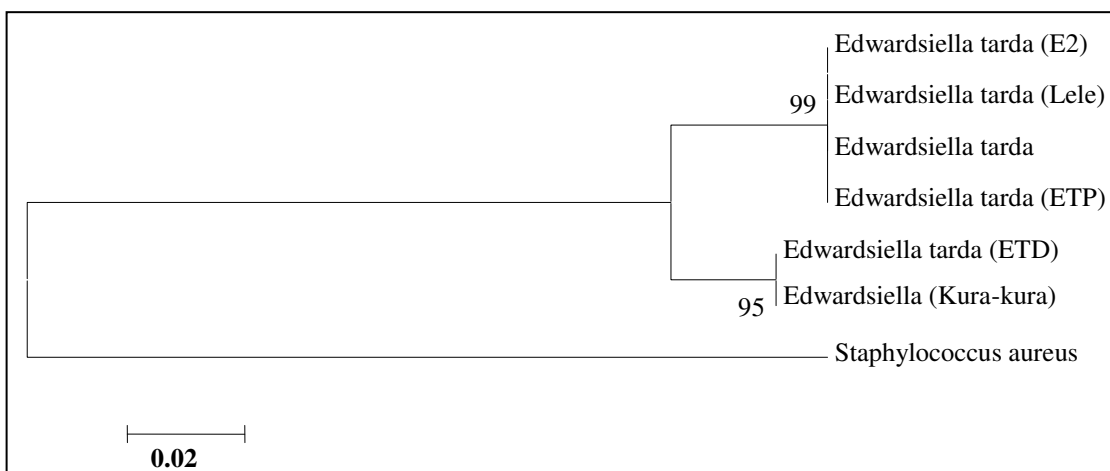 Edwardsiella tarda (E2)
Edwardsiella tarda (Lele)
99
Edwardsiella tarda
Edwardsiella tarda (ETP)
Edwardsiella tarda (ETD)
Edwardsiella (Kura-kura)
95
Staphylococcus aureus
0.02